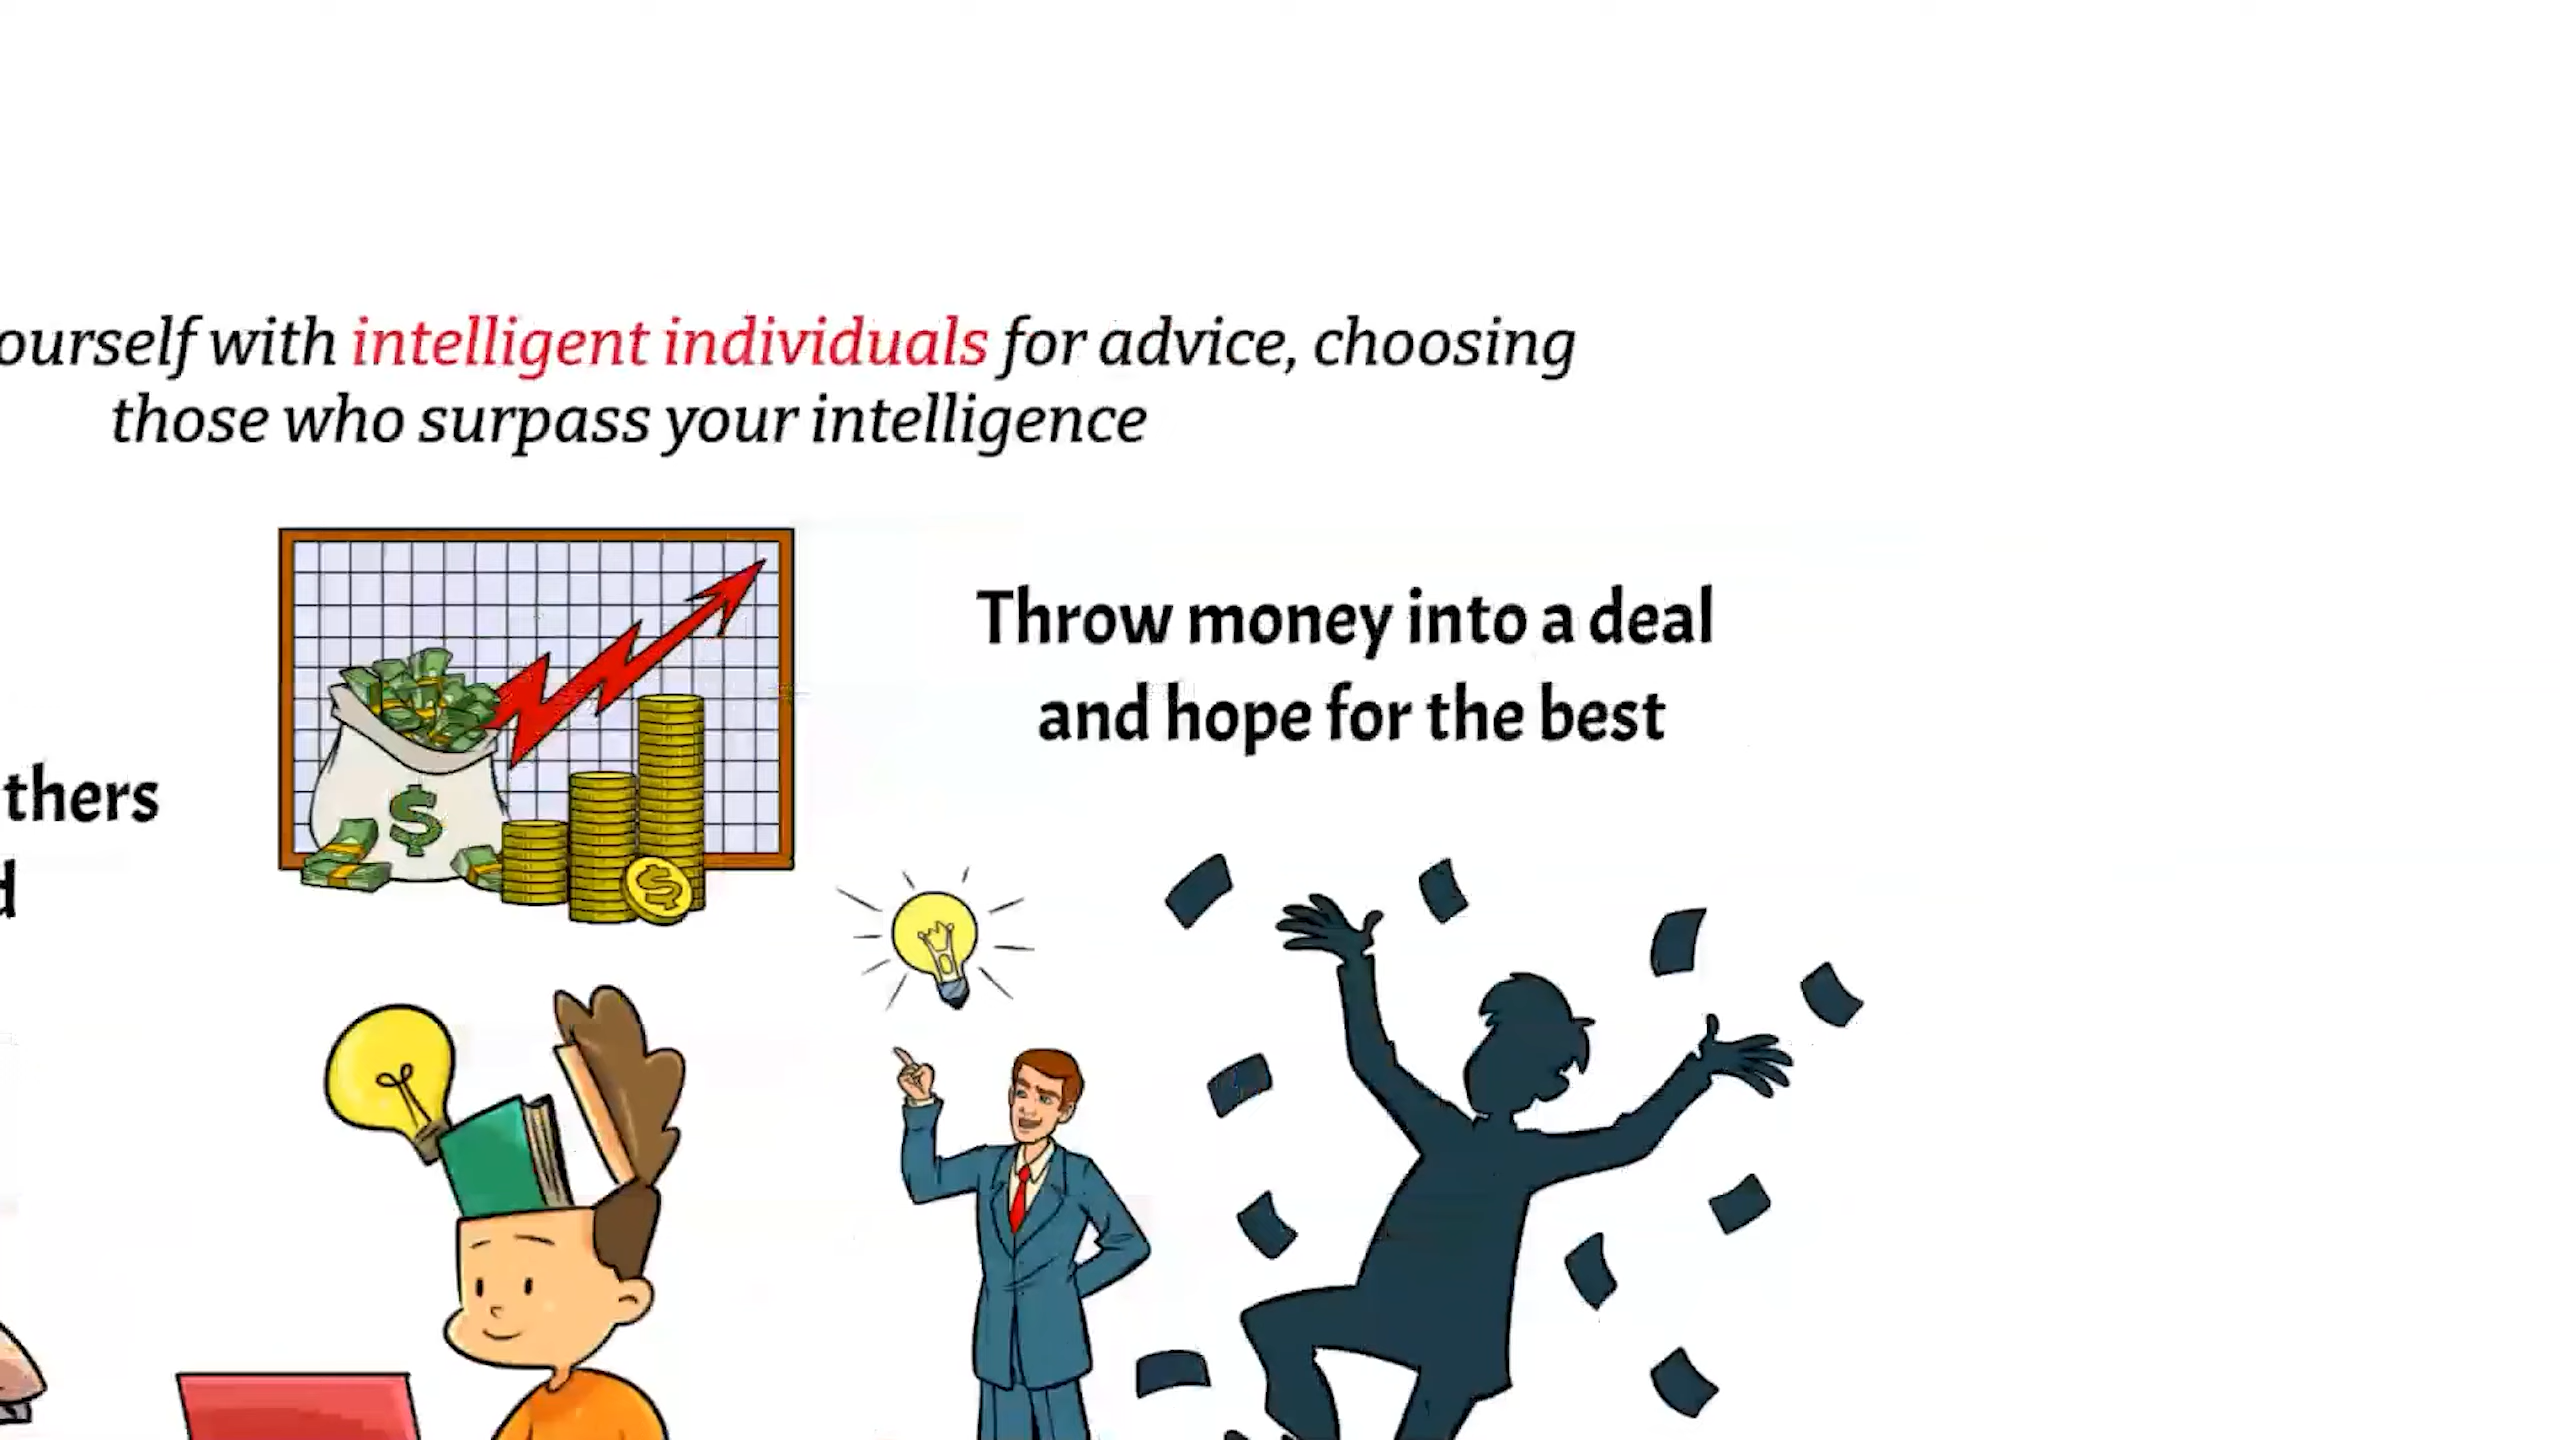 ourself with intelligent individuals for advice, choosing
those who surpass your intelligence
Throw money into a deal
and hope for the best
thers
d
$
$